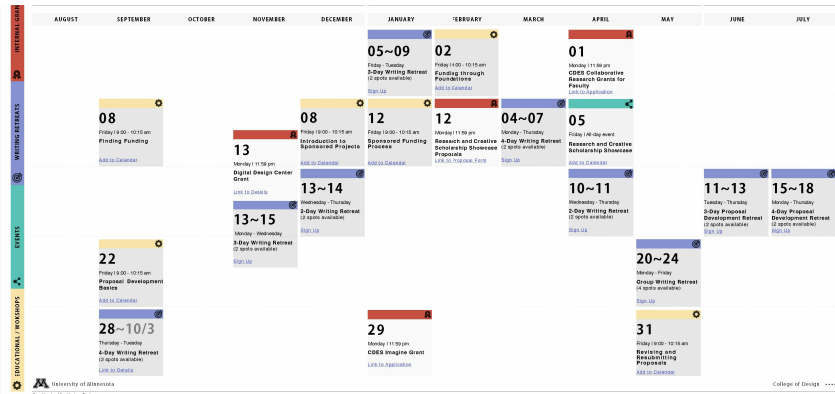 AUGUST
SEPTEMBER
OCTOBER
NOVEMBER
DECEMBER
JANUARY
FEBRUARY
MARCH
APRIL
MAY
JUNE
JULY
INTERNAL GRAN
WRITING RETREATS
EVENTS
EDUCATIONAL / WOKSHOPS
05~09
Friday - Tuesday
3-Day Writing Retreat
(2 spots available)
Sign Up
02
Friday I 9:00 - 10:15 am
Funding through
Foundations
Add to Calendar
01
Monday I 11:59 pm
CDES Collaborative
Research Grants for
Faculty
Link to Application
08
Friday I 9:00 - 10:15 am
Finding Funding
Add to Calendar
13
Monday I 11:59 pm
Digital Design Center
Grant
Link to Details
08
Friday I 9:00 - 10:15 am
Introduction to
Sponsored Projects
Add to Calendar
12
Friday I 9:00 - 10:15 am
Sponsored Funding
Process
Add to Calendar
12
Monday I 11:59 pm
Research and Creative
Scholarship Showcase
Proposals
Link to Proposal Form
04~07
Monday - Thursday
4-Day Writing Retreat
(2 spots available)
Sign Up
05
Friday I All-day event
Research and Creative
Scholarship Showcase
Add to Calendar
13~14
Wednesday - Thursday
2-Day Writing Retreat
(2 spots available)
Sign Up
10~11
Wednesday - Thursday
2-Day Writing Retreat
(2 spots available)
Sign Up
11~13
Tuesday - Thursday
3-Day Proposal
Development Retreat
(2 spots available)
Sign Up
15~18
Monday - Thursday
4-Day Proposal
Development Retreat
(2 spots available)
Sign Up
13~15
Monday - Wednesday
3-Day Writing Retreat
(2 spots available)
Sign Up
22
Friday I 9:00 - 10:15 am
Proposal Development
Basics
Add to Calendar
20~24
Monday - Friday
Group Writing Retreat
(4 spots available)
Sign Up
28~10/3
Thursday - Tuesday
4-Day Writing Retreat
(2 spots available)
Link to Details
29
Monday I 11:59 pm
CDES Imagine Grant
Link to Application
31
Friday I 9:00 - 10:15 am
Revising and
Resubmitting
Proposals
Add to Calendar
University of Minnesota
College of Design